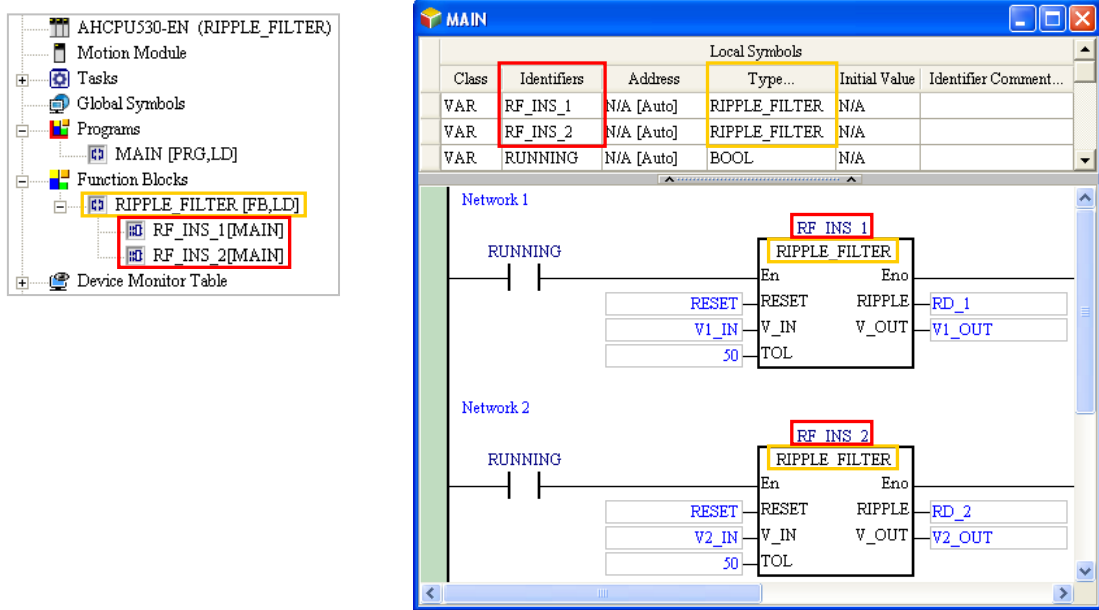 AHCPU530-EN (RIPPLE_FILTER)
Motion Module
Tasks
Global Symbols
Programs
MAIN [PRG,LD]
Function Blocks
RIPPLE_FILTER [FB,LD]
RF_INS_1[MAIN]
RF_INS_2[MAIN]
Device Monitor Table
MAIN
Local Symbols
Class Identifiers Address Type... Initial Value Identifier Comment...
VAR RF_INS_1 N/A [Auto] RIPPLE_FILTER N/A
VAR RF_INS_2 N/A [Auto] RIPPLE_FILTER N/A
VAR RUNNING N/A [Auto] BOOL N/A
Network 1
RF_INS_1
RUNNING RIPPLE_FILTER
En Eno
RESET RESET RIPPLE RD_1
V1_IN V_IN V_OUT V1_OUT
50 TOL
Network 2
RF_INS_2
RUNNING RIPPLE_FILTER
En Eno
RESET RESET RIPPLE RD_2
V2_IN V_IN V_OUT V2_OUT
50 TOL